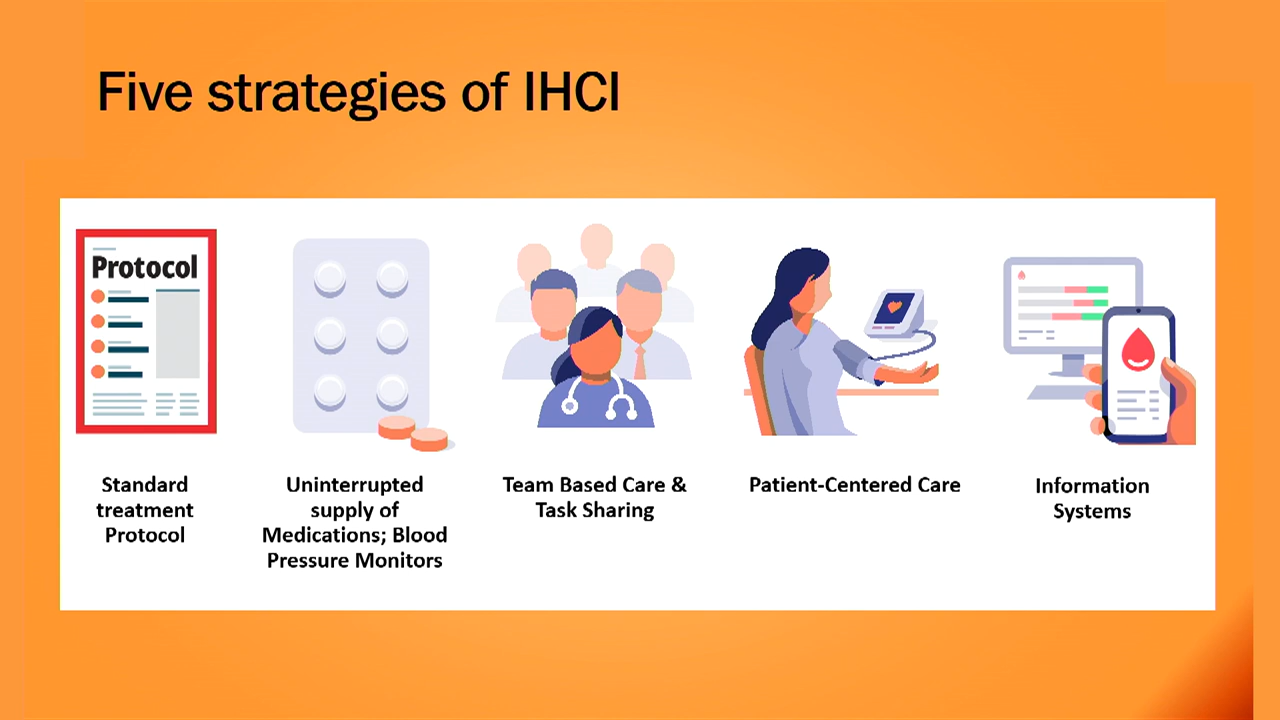 Five strategies of IHCI
Protocol
Standard
treatment
Protocol
Uninterrupted
supply of
Medications; Blood
Pressure Monitors
Team Based Care &
Task Sharing
Patient-Centered Care
Information
Systems